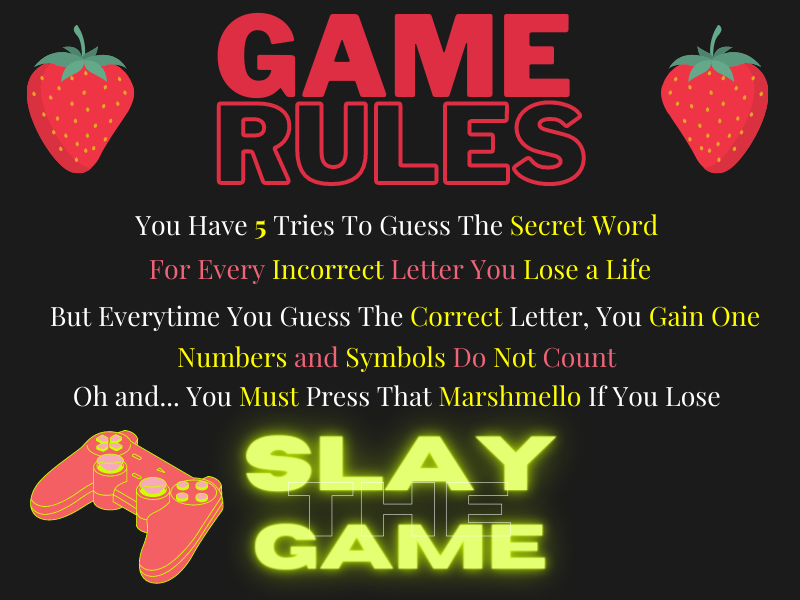 GAME
RULES
You Have 5 Tries To Guess The Secret Word
For Every Incorrect Letter You Lose a Life
But Everytime You Guess The Correct Letter, You Gain One
Numbers and Symbols Do Not Count
Oh and... You Must Press That Marshmello If You Lose
SLAY
THE
GAME